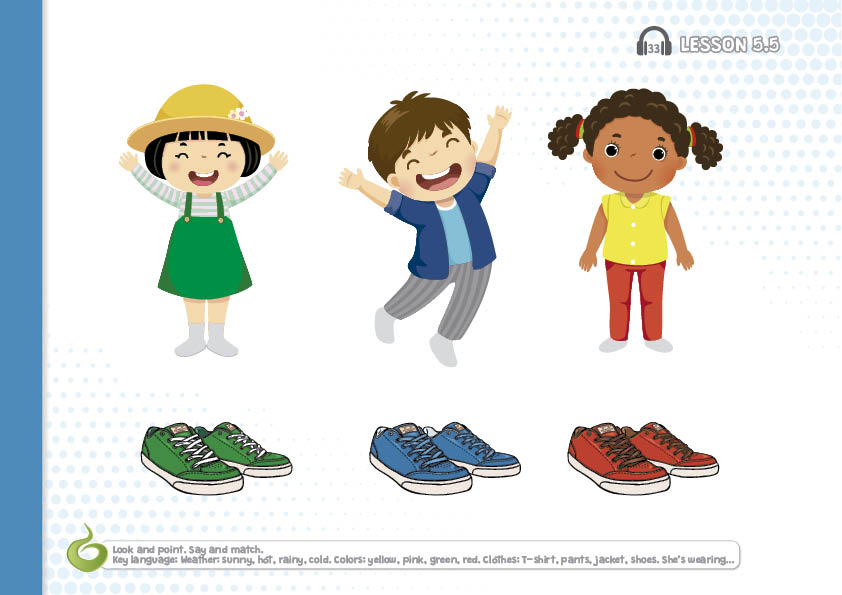 33 LESSON 5.5
Look and point. Say and match.
Key language: Weather: sunny, hot, rainy, cold. Colors: yellow, pink, green, red. Clothes: T-shirt, pants, jacket, shoes. She's wearing...